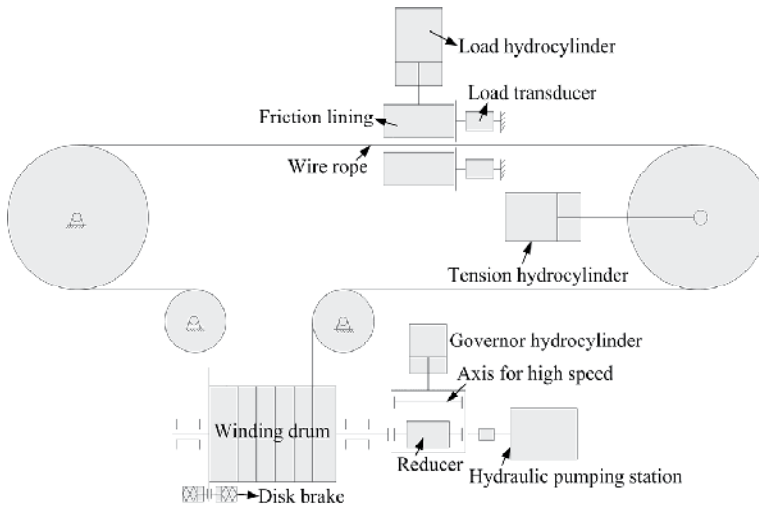 Load hydrocylinder
Load transducer
Friction lining
Wire rope
Tension hydrocylinder
Governor hydrocylinder
Axis for high speed
Winding drum
Reducer
Hydraulic pumping station
Disk brake